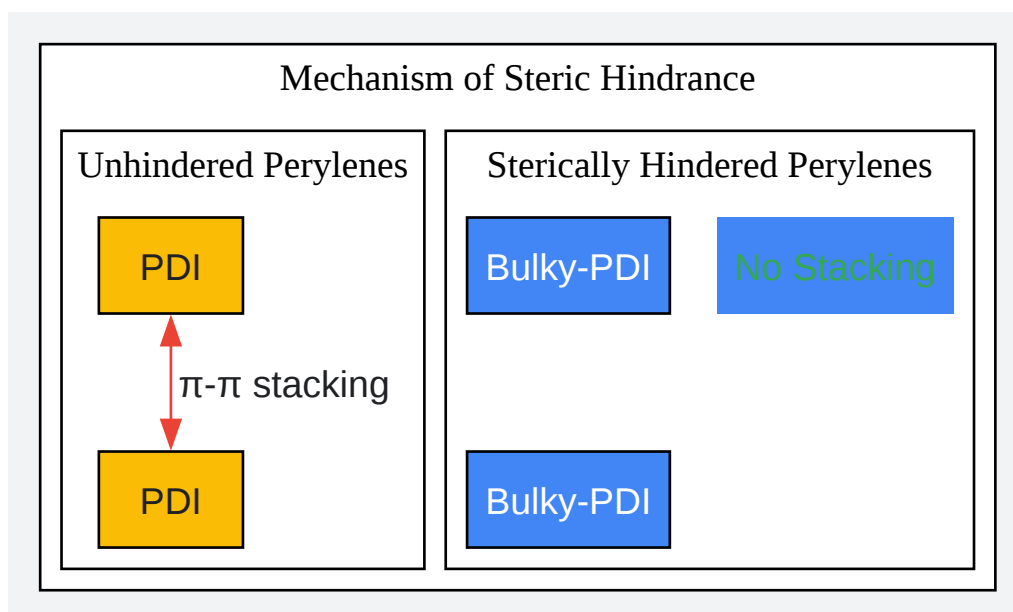 Mechanism of Steric Hindrance
Unhindered Perylenes
PDI
π-π stacking
PDI
Sterically Hindered Perylenes
Bulky-PDI
No Stacking
Bulky-PDI